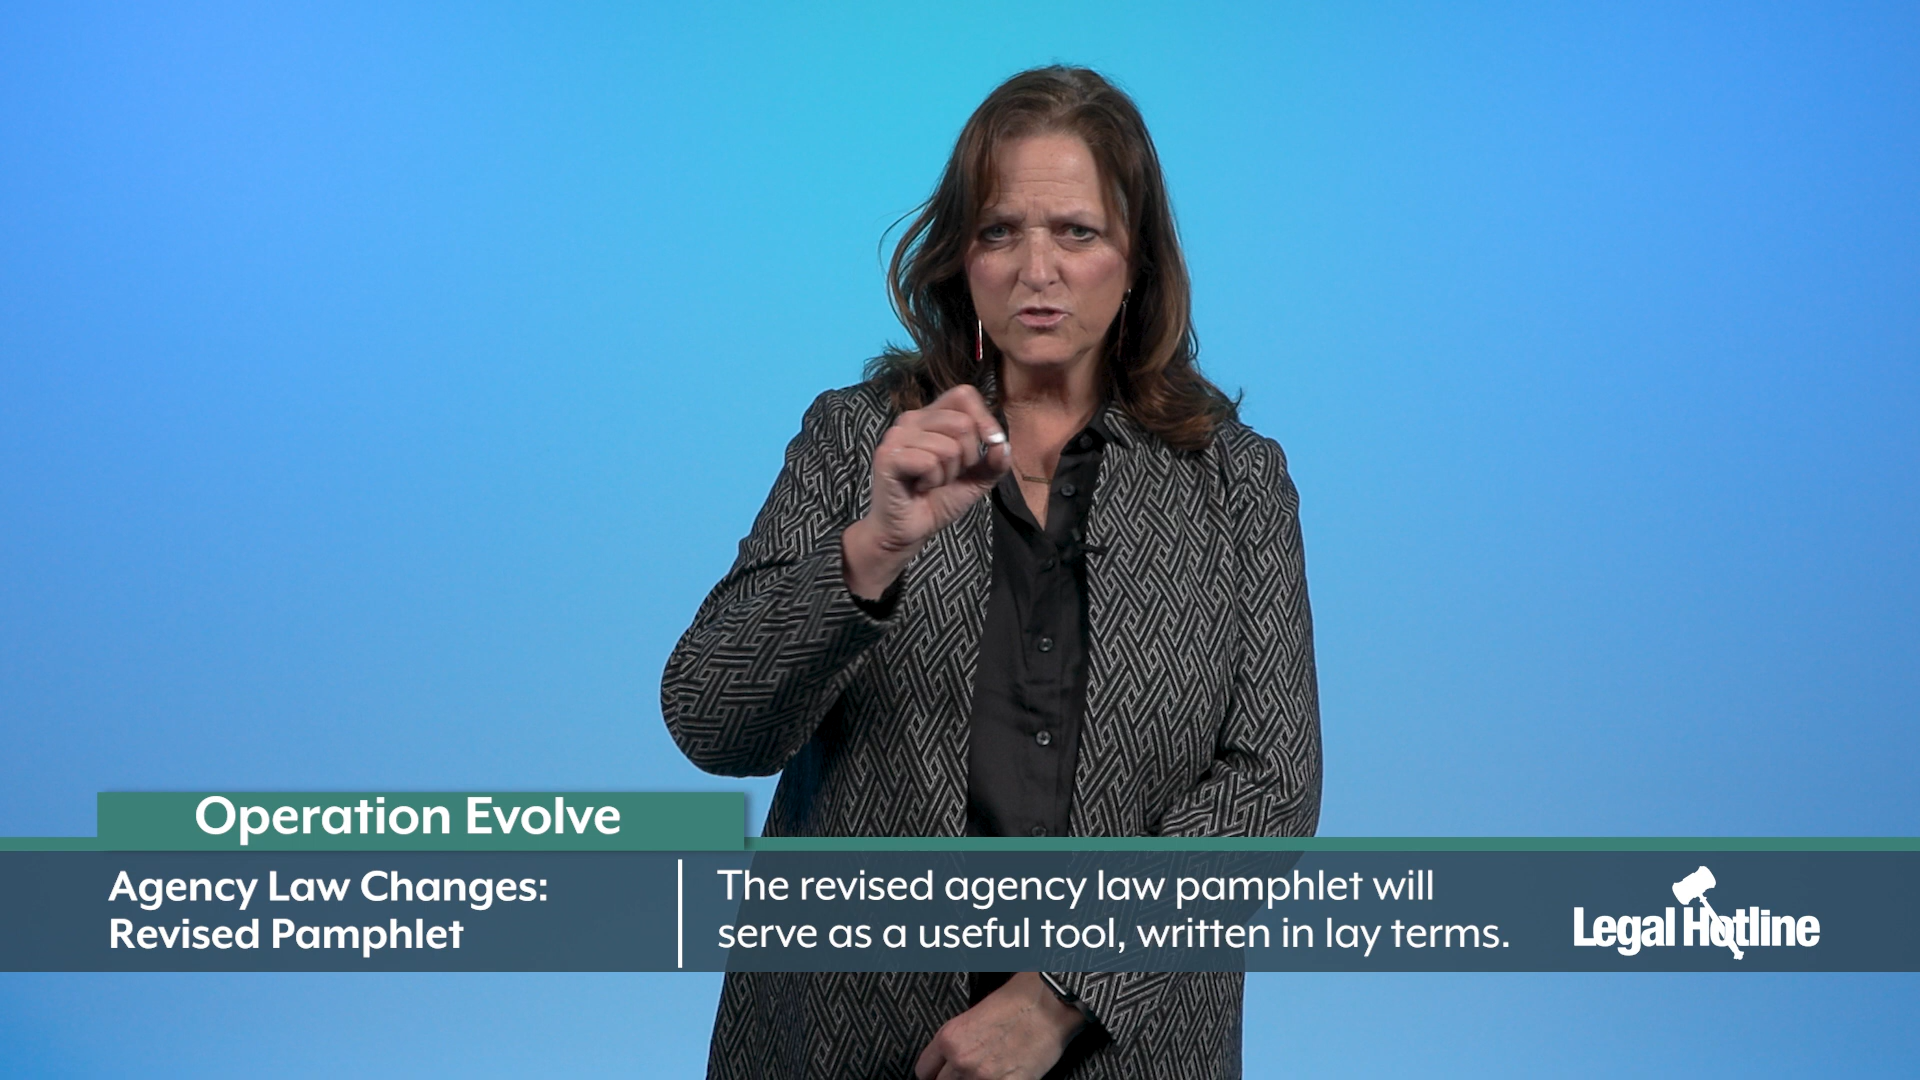 Operation Evolve
Agency Law Changes:
Revised Pamphlet
The revised agency law pamphlet will
serve as a useful tool, written in lay terms.
Legal Hotline